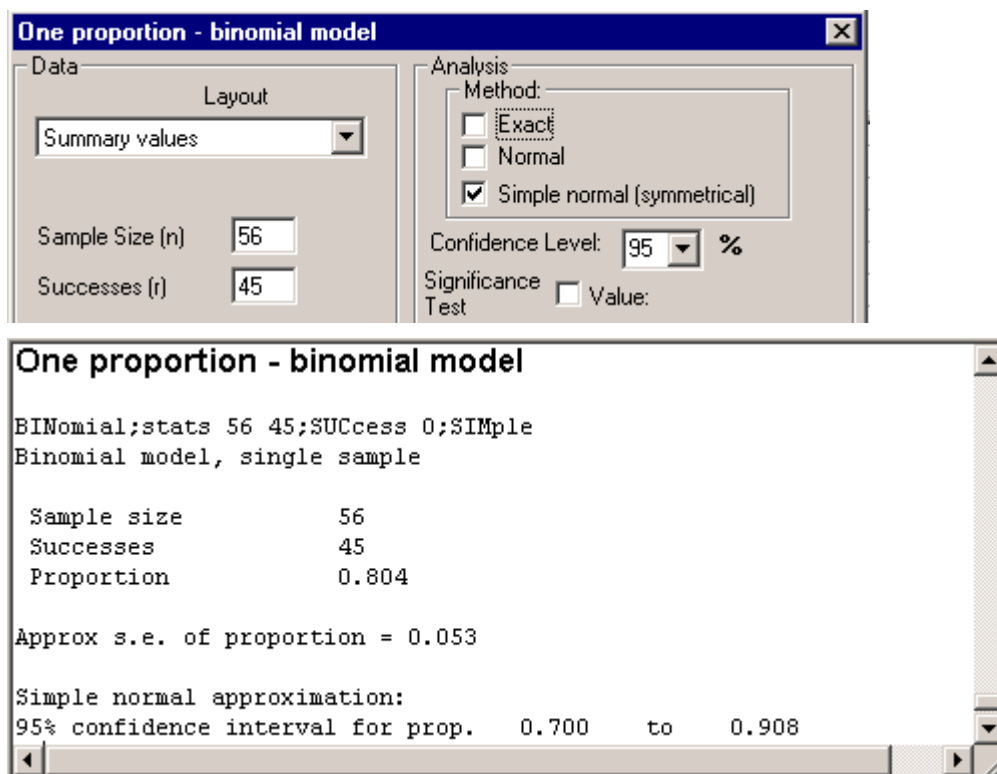 One proportion - binomial model
Data
Layout
Summary values
Sample Size (n) 56
Successes (r) 45
Analysis
Method:
Exact
Normal
Simple normal (symmetrical)
Confidence Level: 95 %
Significance
Test Value:
One proportion - binomial model
BINomial;stats 56 45;SUCcess 0;SIMple
Binomial model, single sample
Sample size 56
Successes 45
Proportion 0.804
Approx s.e. of proportion = 0.053
Simple normal approximation:
95% confidence interval for prop. 0.700 to 0.908